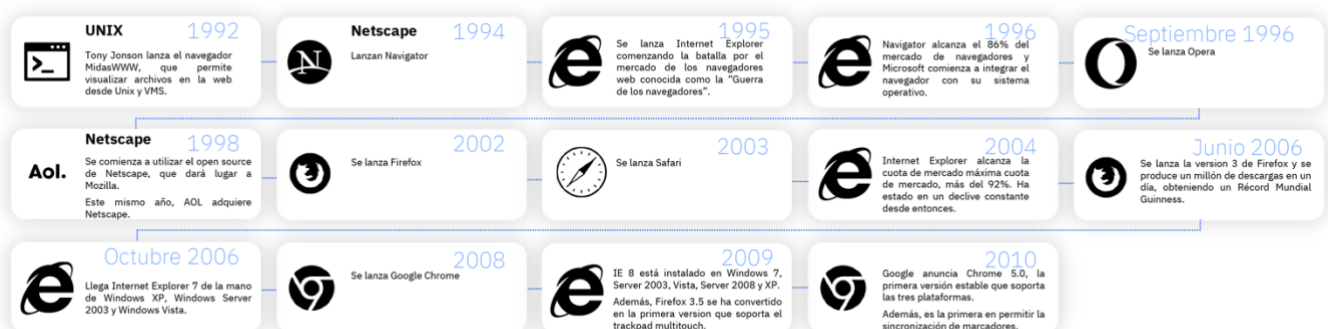 UNIX 1992
Tony Jonson lanza el navegador
MidasWWW, que permite
visualizar archivos en la web
desde Unix y VMS.
Netscape 1994
Lanzan Navigator
1995
Se lanza Internet Explorer
comenzando la batalla por el
mercado de los navegadores
web conocida como la “Guerra
de los navegadores”.
1996
Navigator alcanza el 86% del
mercado de navegadores y
Microsoft comienza a integrar el
navegador con su sistema
operativo.
Septiembre 1996
Se lanza Opera
Netscape 1998
Aol.
Se comienza a utilizar el open source
de Netscape, que dará lugar a
Mozilla.
Este mismo año, AOL adquiere
Netscape.
2002
Se lanza Firefox
2003
Se lanza Safari
2004
Internet Explorer alcanza la
cuota de mercado máxima cuota
de mercado, más del 92%. Ha
estado en un declive constante
desde entonces.
Junio 2006
Se lanza la version 3 de Firefox y se
produce un millón de descargas en un
día, obteniendo un Récord Mundial
Guinness.
Octubre 2006
Llega Internet Explorer 7 de la mano
de Windows XP, Windows Server
2003 y Windows Vista.
2008
Se lanza Google Chrome
2009
IE 8 está instalado en Windows 7,
Server 2003, Vista, Server 2008 y XP.
Además, Firefox 3.5 se ha convertido
en la primera version que soporta el
trackpad multitouch.
2010
Google anuncia Chrome 5.0, la
primera versión estable que soporta
las tres plataformas.
Además, es la primera en permitir la
sincronización de marcadores.